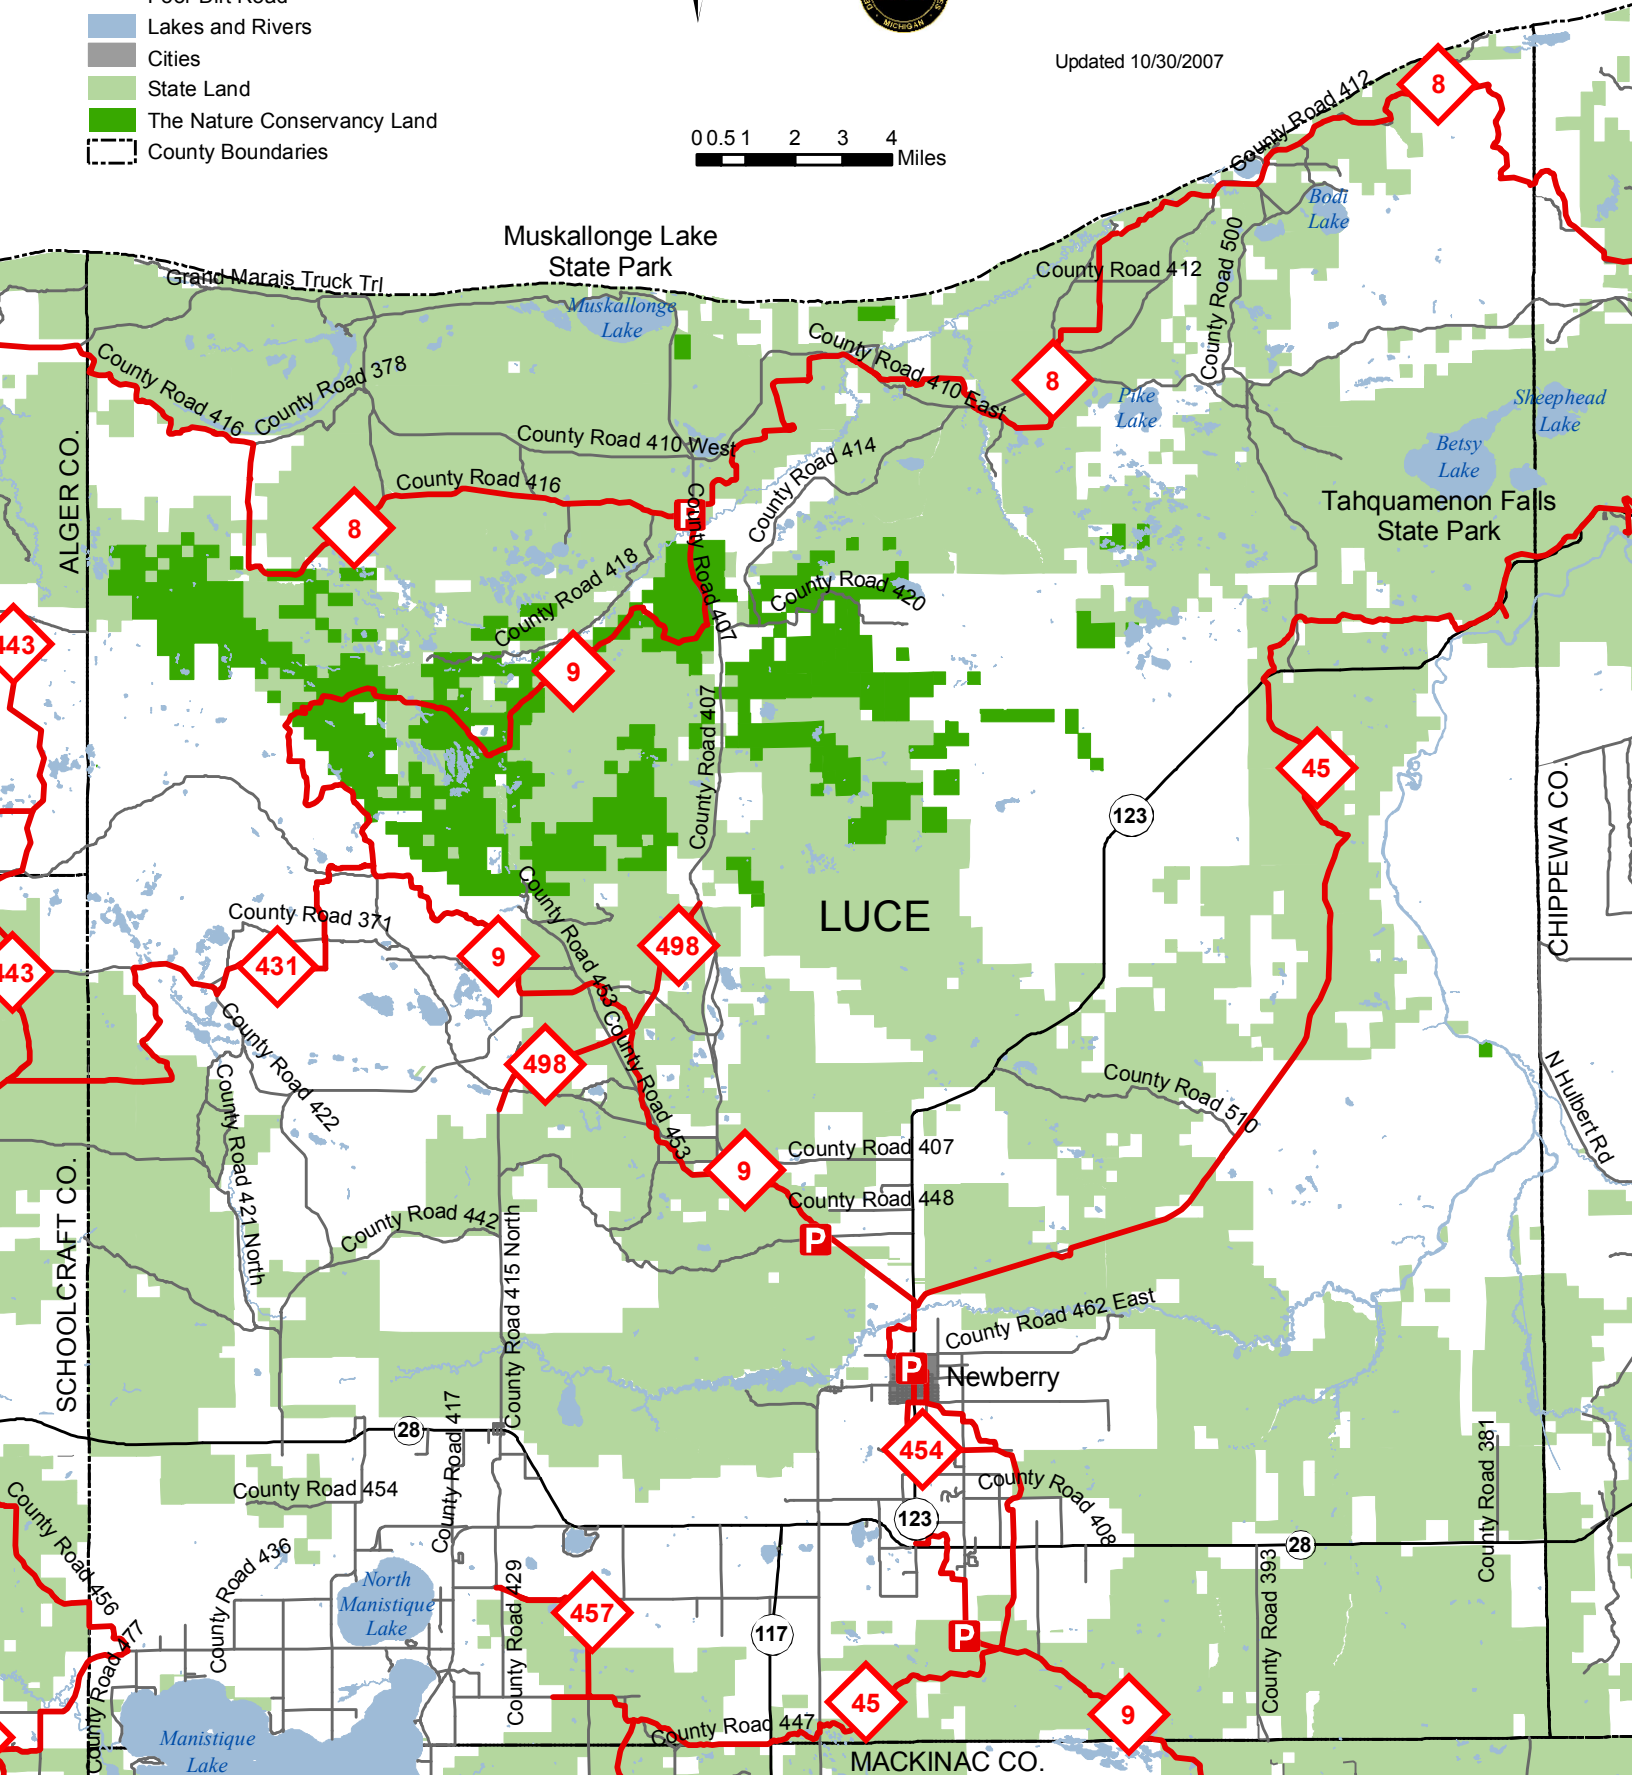 Lakes and Rivers
Cities
State Land
The Nature Conservancy Land
County Boundaries
MICHIGAN
Updated 10/30/2007
0 0.5 1 2 3 4
Miles
8
County Road 412
Bodi
Lake
Muskallonge Lake
State Park
Grand Marais Truck Trl
Muskallonge
Lake
County Road 412
County Road 500
County Road 416
County Road 378
County Road 410 East
8
Pike
Lake
Sheephead
Lake
Betsy
Lake
Tahquamenon Falls
State Park
ALGER CO.
County Road 410 West
County Road 414
County Road 416
8
P
County Road 407
County Road 418
County Road 420
443
9
County Road 407
45
123
CHIPPEWA CO.
LUCE
County Road 371
County Road 453
498
443
431
9
County Road 422
County Road 453
498
County Road 421 North
County Road 510
N Hulbert Rd
County Road 407
9
County Road 448
SCHOOLCRAFT CO.
County Road 442
P
County Road 415 North
County Road 462 East
P
Newberry
28
County Road 417
454
County Road 381
County Road 454
County Road 408
County Road 456
123
28
County Road 436
County Road 429
County Road 393
North
Manistique
Lake
457
117
P
County Road 477
45
9
County Road 447
Manistique
Lake
MACKINAC CO.